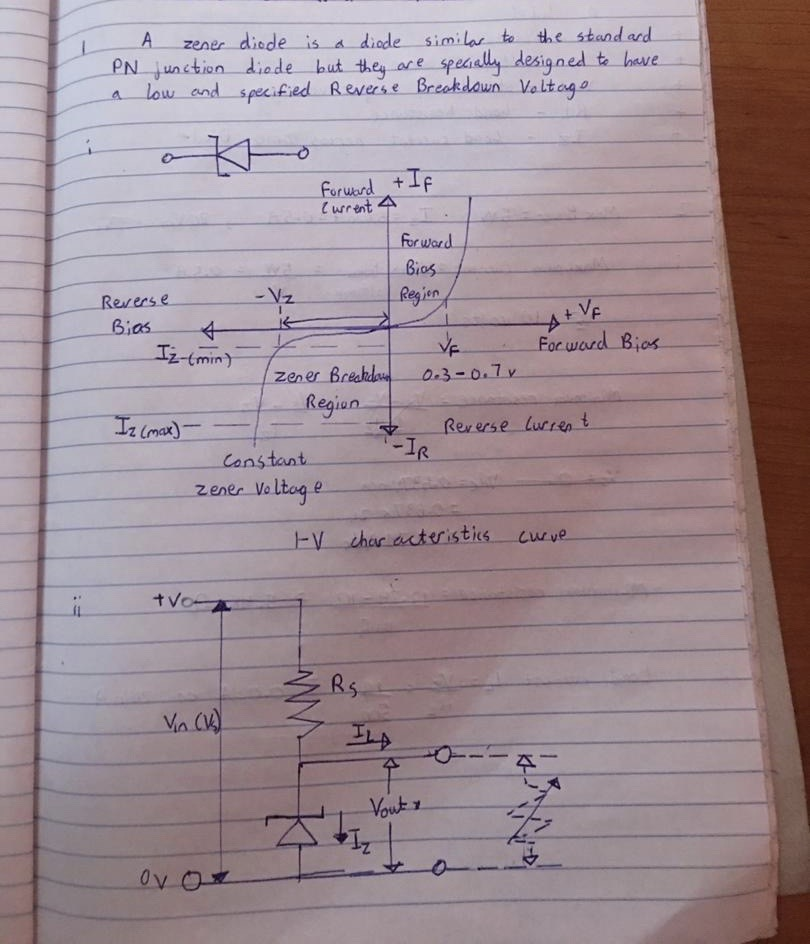 1 A zener diode is a diode similar to the standard
PN junction diode but they are specially designed to have
a low and specified Reverse Breakdown Voltage
i
Forward
Current
+IF
Forward
Bias
Region
Reverse
Bias
-VZ
+VF
Forward Bias
IZ-(min)
VF
0.3-0.7v
zener Breakdown
Region
IZ(max)
Reverse Current
-IR
Constant
zener Voltage
I-V characteristics curve
ii
+V
RS
Vin (Vs)
IL
Vout
IZ
0V